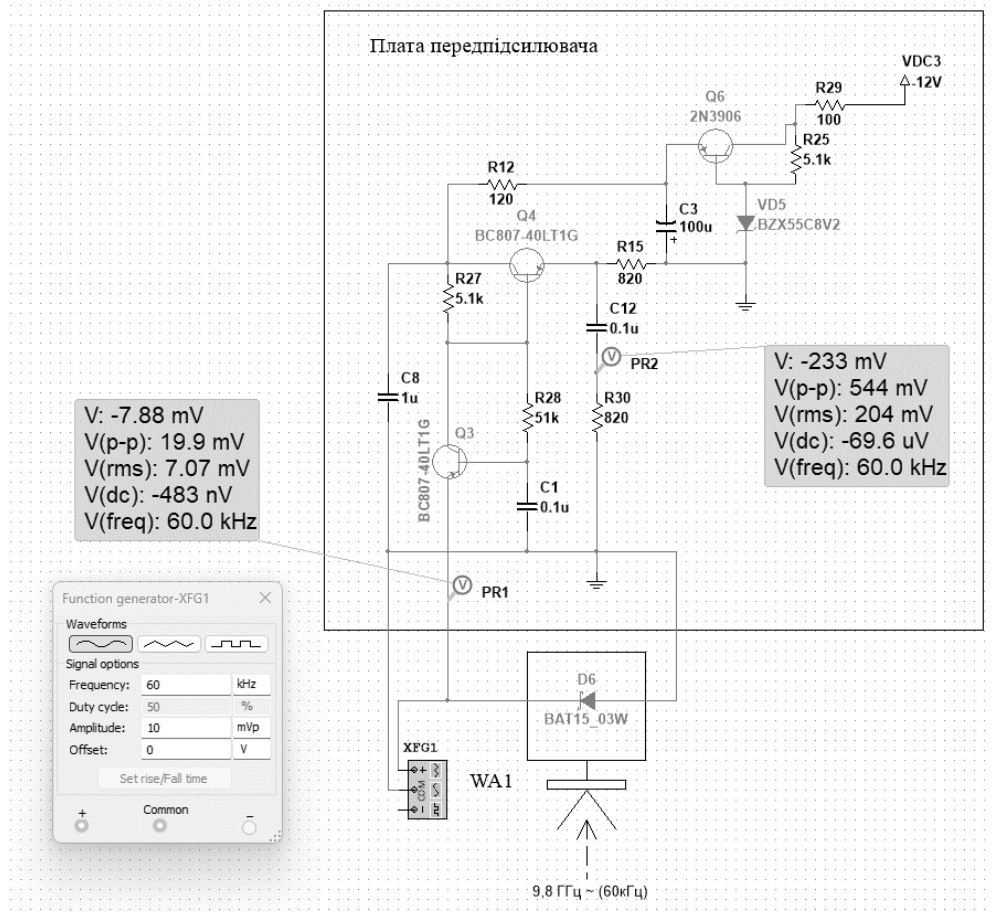 Плата передпідсилювача
VDC3
-12V
R29
100
Q6
2N3906
R25
5.1k
R12
120
VD5
BZX55C8V2
C3
100u
+
Q4
BC807-40LT1G
R15
820
R27
5.1k
C12
0.1u
V
PR2
V: -233 mV
V(p-p): 544 mV
V(rms): 204 mV
V(dc): -69.6 uV
V(freq): 60.0 kHz
C8
1u
R28
51k
R30
820
V: -7.88 mV
V(p-p): 19.9 mV
V(rms): 7.07 mV
V(dc): -483 nV
V(freq): 60.0 kHz
Q3
BC807-40LT1G
C1
0.1u
V
PR1
Function generator-XFG1
Waveforms
Signal options
Frequency: 60 kHz
Duty cycle: 50 %
Amplitude: 10 mVp
Offset: 0 V
Set rise/Fall time
+ Common -
D6
BAT15_03W
XFG1
+
COM
WA1
9,8 ГГц ~ (60кГц)